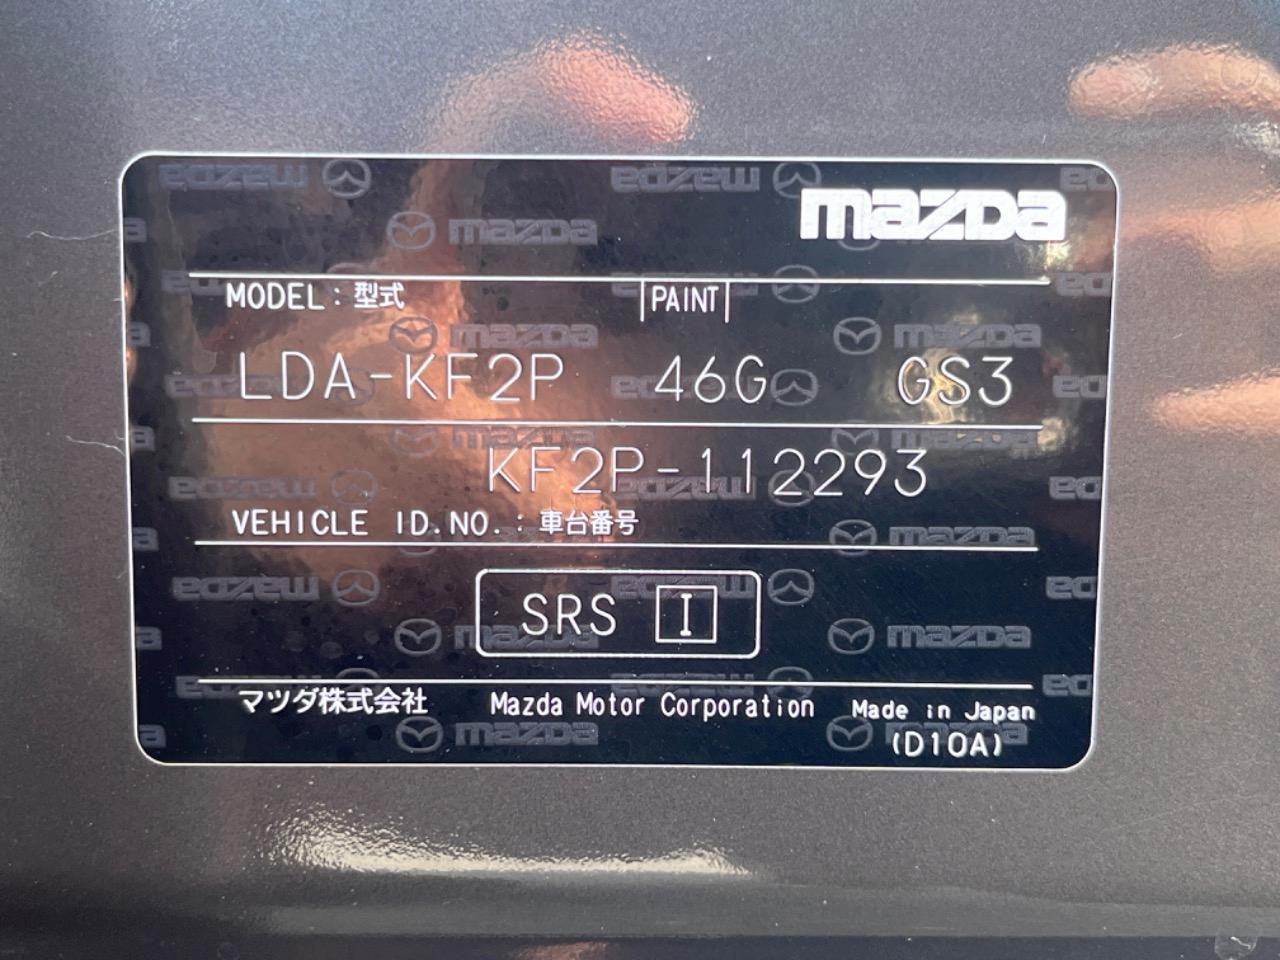 mazda
MODEL: 型式 PAINT
LDA-KF2P 46G GS3
KF2P-112293
VEHICLE ID.NO.: 車台番号
SRS I
マツダ株式会社 Mazda Motor Corporation Made in Japan
(D10A)